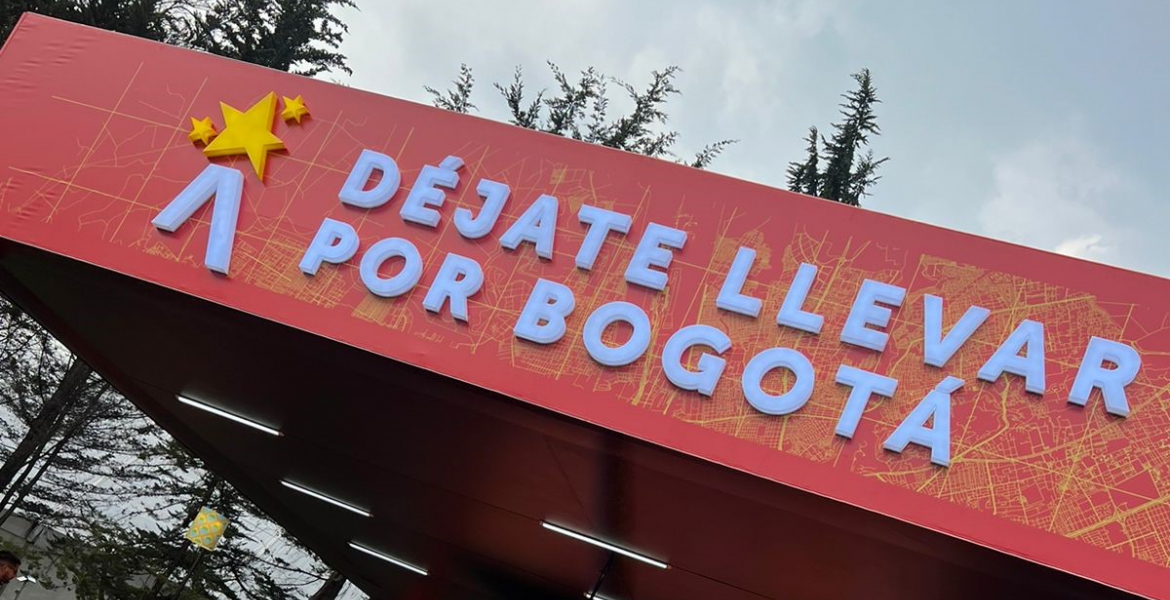 DÉJATE LLEVAR
POR BOGOTÁ